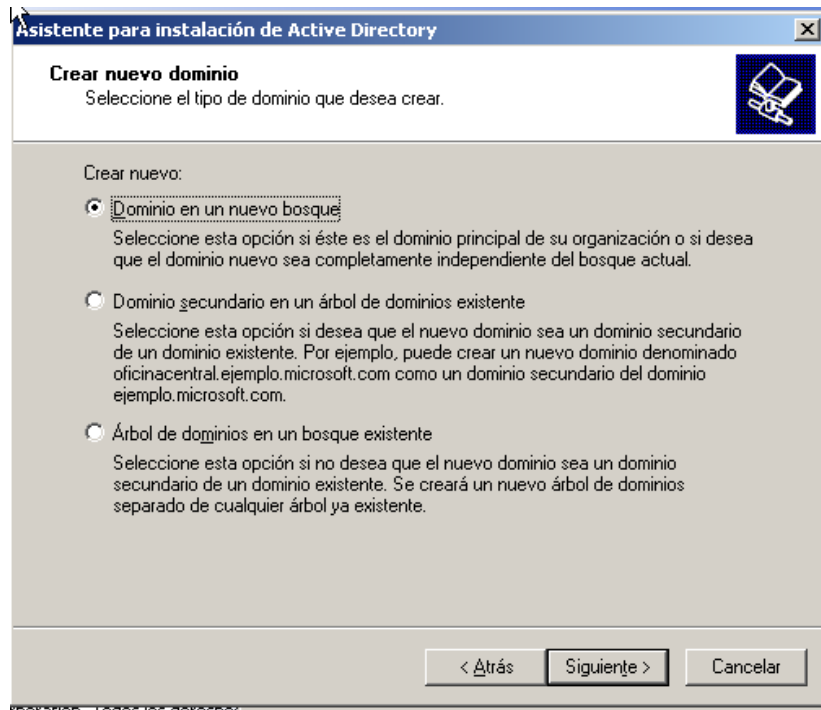 Asistente para instalación de Active Directory
Crear nuevo dominio
Seleccione el tipo de dominio que desea crear.
Crear nuevo:
Dominio en un nuevo bosque
Seleccione esta opción si éste es el dominio principal de su organización o si desea
que el dominio nuevo sea completamente independiente del bosque actual.
Dominio secundario en un árbol de dominios existente
Seleccione esta opción si desea que el nuevo dominio sea un dominio secundario
de un dominio existente. Por ejemplo, puede crear un nuevo dominio denominado
oficinacentral.ejemplo.microsoft.com como un dominio secundario del dominio
ejemplo.microsoft.com.
Árbol de dominios en un bosque existente
Seleccione esta opción si no desea que el nuevo dominio sea un dominio
secundario de un dominio existente. Se creará un nuevo árbol de dominios
separado de cualquier árbol ya existente.
< Atrás Siguiente > Cancelar